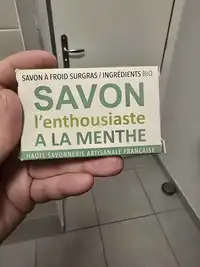 SAVON À FROID SURGRAS / INGRÉDIENTS BIO
SAVON
l'enthousiaste
A LA MENTHE
HAUTE SAVONNERIE ARTISANALE FRANÇAISE